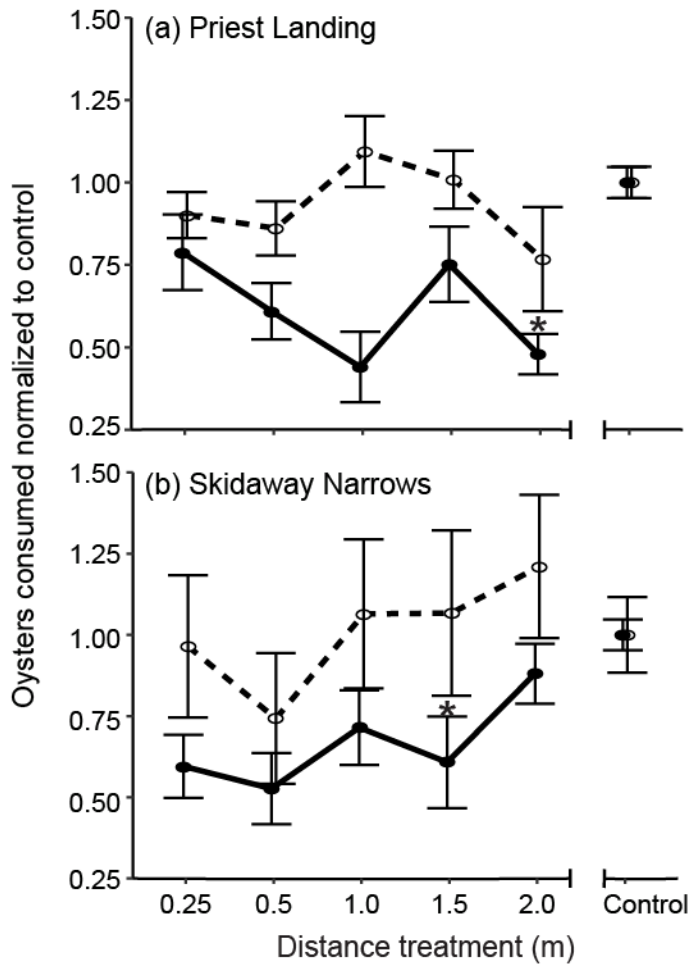 (a) Priest Landing
1.50
1.25
1.00
0.75
0.50
0.25
*
(b) Skidaway Narrows
1.50
1.25
1.00
0.75
0.50
0.25
*
0.25 0.5 1.0 1.5 2.0 Control
Distance treatment (m)
Oysters consumed normalized to control